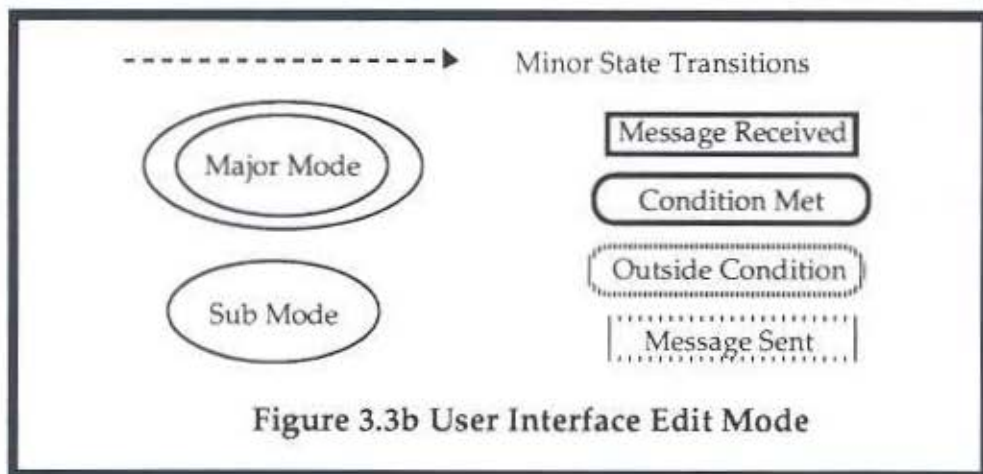 Minor State Transitions
Major Mode
Message Received
Condition Met
Outside Condition
Sub Mode
Message Sent
Figure 3.3b User Interface Edit Mode